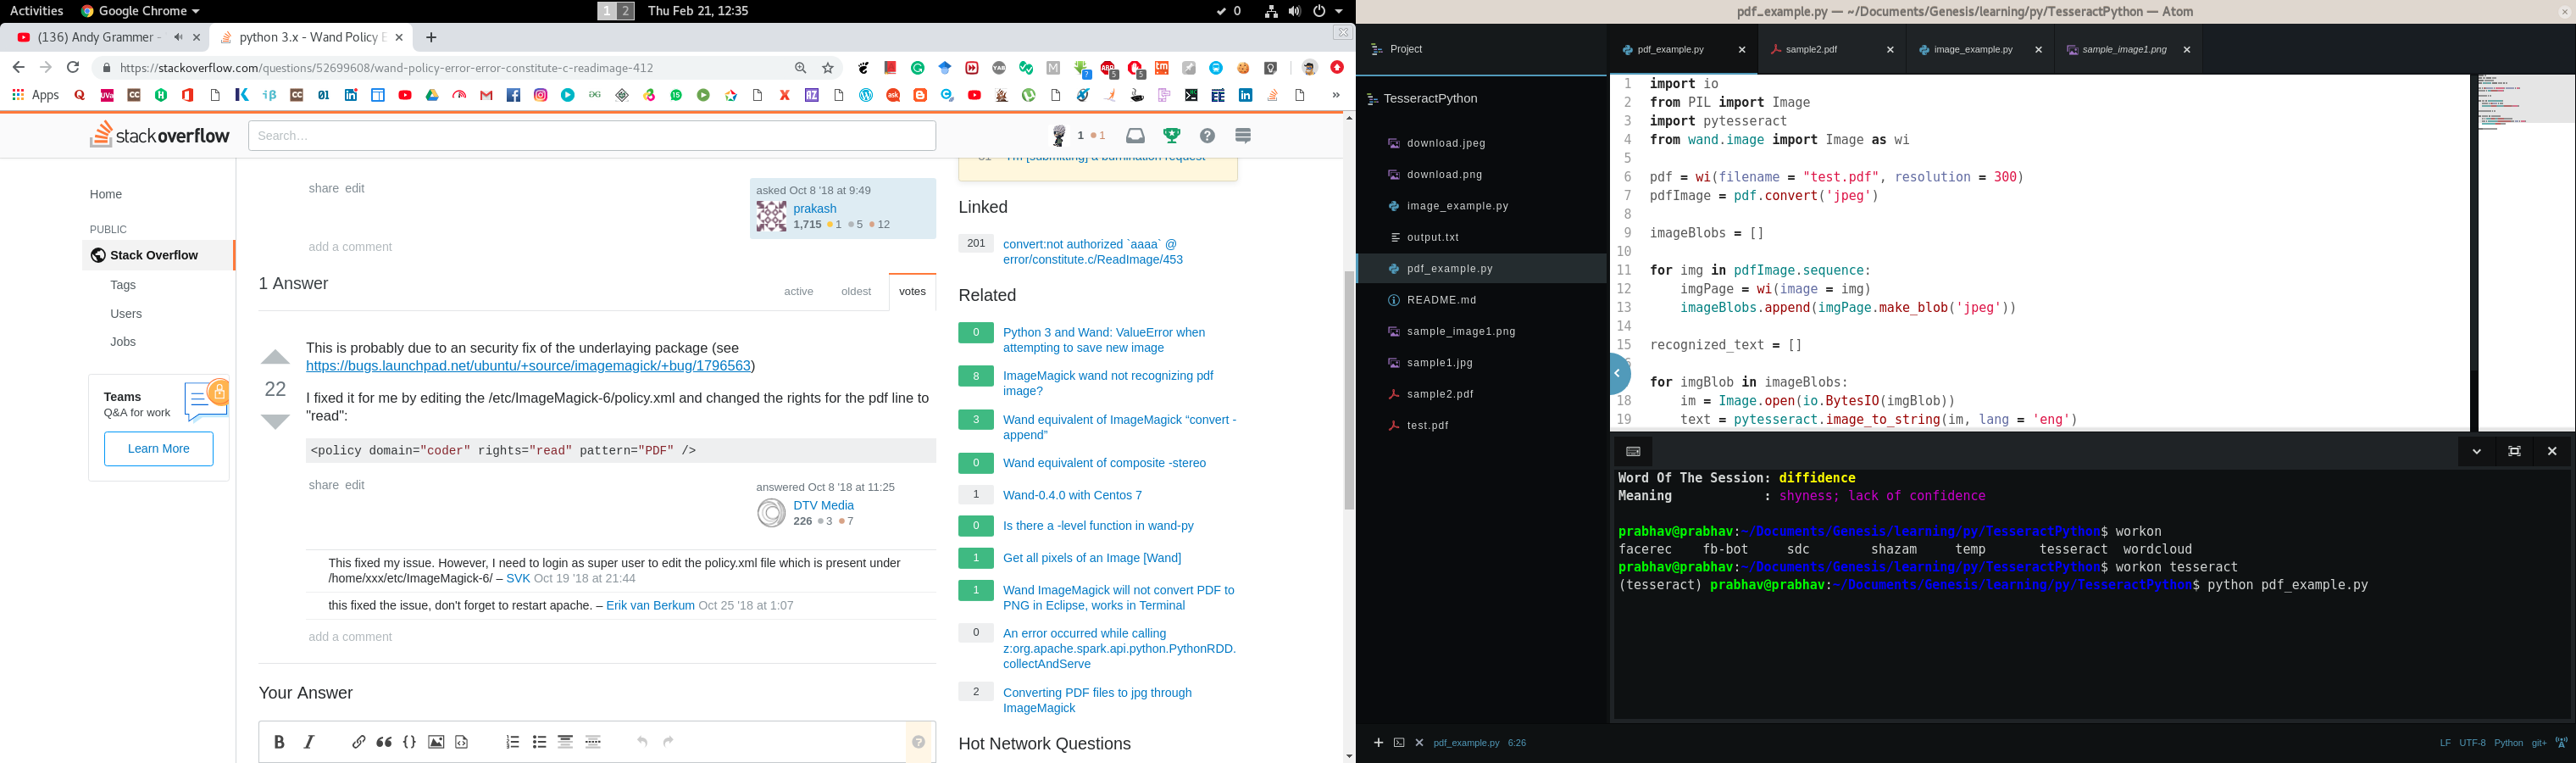 Activities Google Chrome
1 2
Thu Feb 21, 12:35
0
(136) Andy Grammer -
python 3.x - Wand Policy E
https://stackoverflow.com/questions/52699608/wand-policy-error-error-constitute-c-readimage-412
Apps
stackoverflow
Search…
1 1
Home
PUBLIC
Stack Overflow
Tags
Users
Jobs
Teams
Q&A for work
Learn More
share edit
asked Oct 8 '18 at 9:49
prakash
1,715 1 5 12
add a comment
1 Answer
active oldest votes
This is probably due to an security fix of the underlaying package (see
https://bugs.launchpad.net/ubuntu/+source/imagemagick/+bug/1796563)
22
I fixed it for me by editing the /etc/ImageMagick-6/policy.xml and changed the rights for the pdf line to
"read":
<policy domain="coder" rights="read" pattern="PDF" />
share edit
answered Oct 8 '18 at 11:25
DTV Media
226 3 7
This fixed my issue. However, I need to login as super user to edit the policy.xml file which is present under
/home/xxx/etc/ImageMagick-6/ – SVK Oct 19 '18 at 21:44
this fixed the issue, don't forget to restart apache. – Erik van Berkum Oct 25 '18 at 1:07
add a comment
Your Answer
Linked
201 convert:not authorized `aaaa` @
error/constitute.c/ReadImage/453
Related
0 Python 3 and Wand: ValueError when
attempting to save new image
8 ImageMagick wand not recognizing pdf
image?
3 Wand equivalent of ImageMagick “convert -
append”
0 Wand equivalent of composite -stereo
1 Wand-0.4.0 with Centos 7
0 Is there a -level function in wand-py
1 Get all pixels of an Image [Wand]
1 Wand ImageMagick will not convert PDF to
PNG in Eclipse, works in Terminal
0 An error occurred while calling
z:org.apache.spark.api.python.PythonRDD.
collectAndServe
2 Converting PDF files to jpg through
ImageMagick
Hot Network Questions
pdf_example.py — ~/Documents/Genesis/learning/py/TesseractPython — Atom
Project
TesseractPython
download.jpeg
download.png
image_example.py
output.txt
pdf_example.py
README.md
sample_image1.png
sample1.jpg
sample2.pdf
test.pdf
pdf_example.py sample2.pdf image_example.py sample_image1.png
1 import io
2 from PIL import Image
3 import pytesseract
4 from wand.image import Image as wi
5
6 pdf = wi(filename = "test.pdf", resolution = 300)
7 pdfImage = pdf.convert('jpeg')
8
9 imageBlobs = []
10
11 for img in pdfImage.sequence:
12 imgPage = wi(image = img)
13 imageBlobs.append(imgPage.make_blob('jpeg'))
14
15 recognized_text = []
for imgBlob in imageBlobs:
18 im = Image.open(io.BytesIO(imgBlob))
19 text = pytesseract.image_to_string(im, lang = 'eng')
Word Of The Session: diffidence
Meaning : shyness; lack of confidence
prabhav@prabhav:~/Documents/Genesis/learning/py/TesseractPython$ workon
facerec fb-bot sdc shazam temp tesseract wordcloud
prabhav@prabhav:~/Documents/Genesis/learning/py/TesseractPython$ workon tesseract
(tesseract) prabhav@prabhav:~/Documents/Genesis/learning/py/TesseractPython$ python pdf_example.py
pdf_example.py 6:26
LF UTF-8 Python git+